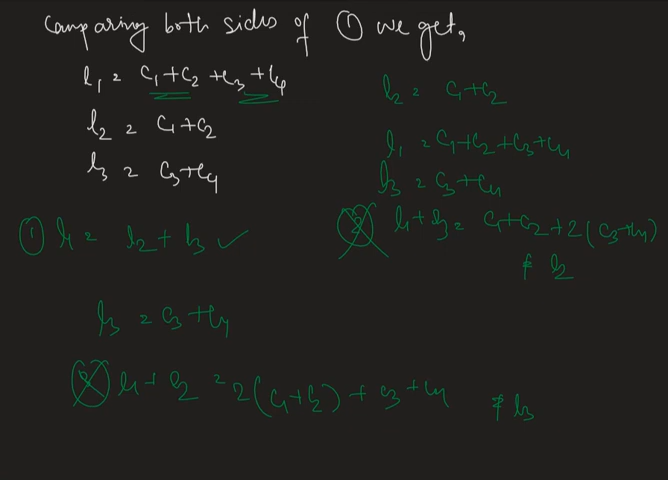 Comparing both sides of ① we get,
l₁ = c₁+c₂+c₃+c₄
l₂ = c₁+c₂
l₃ = c₃+c₄
① l₁ = l₂ + l₃ ✓
l₃ = c₃+c₄
l₁ + l₂ = 2(c₁+c₂) + c₃+c₄ ≠ l₃
l₂ = c₁+c₂
l₁ = c₁+c₂+c₃+c₄
l₃ = c₃+c₄
② l₁+l₃ = c₁+c₂+2(c₃+c₄)
≠ l₂